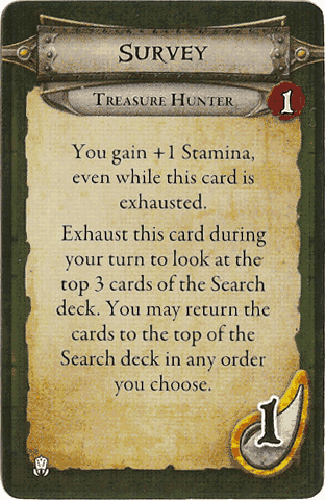 Survey
Treasure Hunter
1
You gain +1 Stamina,
even while this card is
exhausted.
Exhaust this card during
your turn to look at the
top 3 cards of the Search
deck. You may return the
cards to the top of the
Search deck in any order
you choose.
1